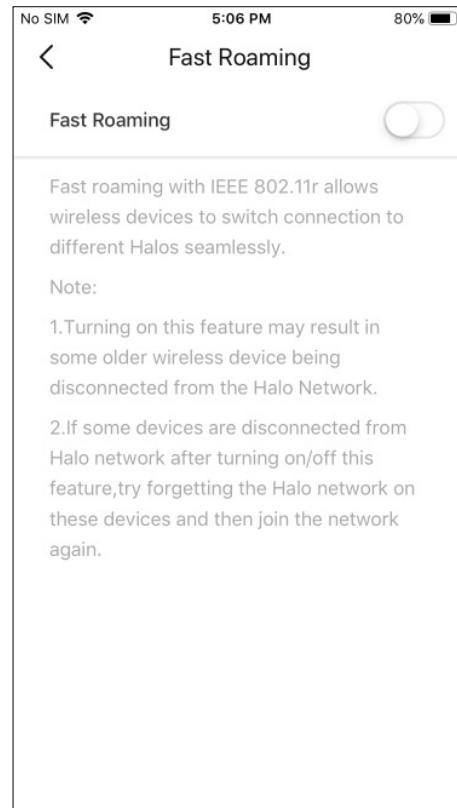 No SIM 5:06 PM 80%
Fast Roaming
Fast Roaming
Fast roaming with IEEE 802.11r allows
wireless devices to switch connection to
different Halos seamlessly.
Note:
1.Turning on this feature may result in
some older wireless device being
disconnected from the Halo Network.
2.If some devices are disconnected from
Halo network after turning on/off this
feature,try forgetting the Halo network on
these devices and then join the network
again.